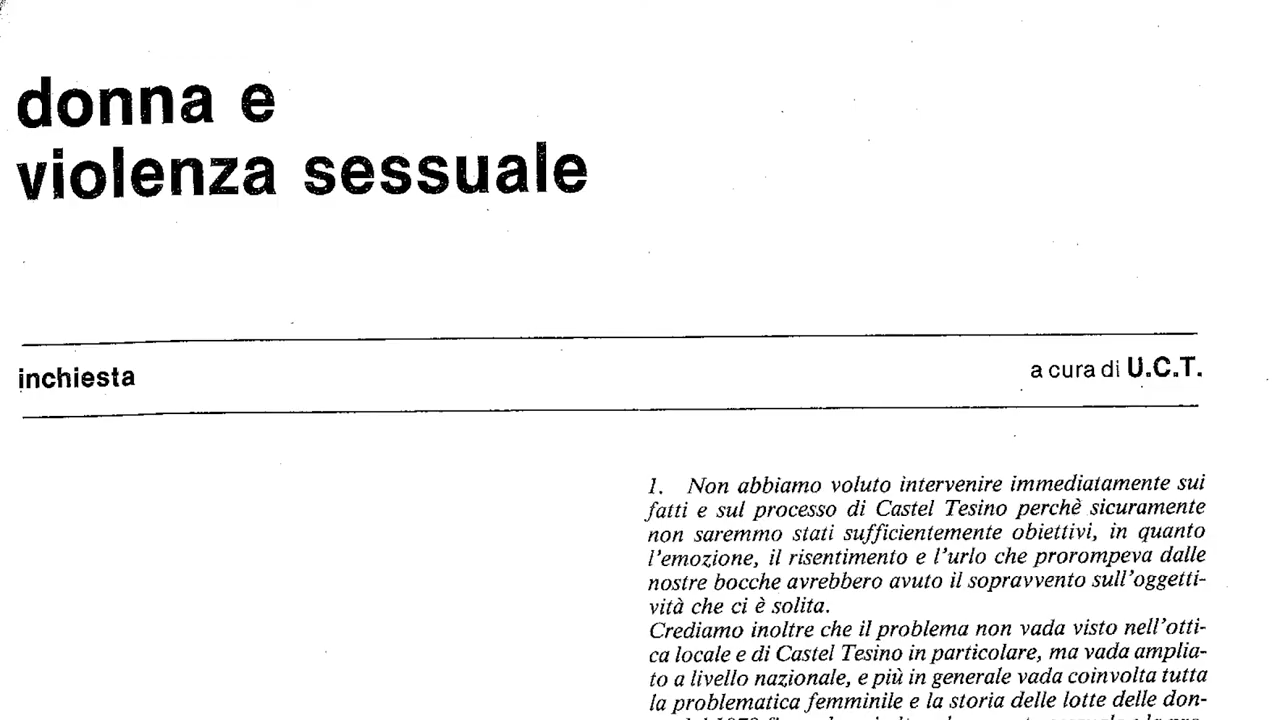 donna e
violenza sessuale
inchiesta
a cura di U.C.T.
1. Non abbiamo voluto intervenire immediatamente sui
fatti e sul processo di Castel Tesino perchè sicuramente
non saremmo stati sufficientemente obiettivi, in quanto
l'emozione, il risentimento e l'urlo che prorompeva dalle
nostre bocche avrebbero avuto il sopravvento sull'oggetti-
vità che ci è solita.
Crediamo inoltre che il problema non vada visto nell'otti-
ca locale e di Castel Tesino in particolare, ma vada amplia-
to a livello nazionale, e più in generale vada coinvolta tutta
la problematica femminile e la storia delle lotte delle don-